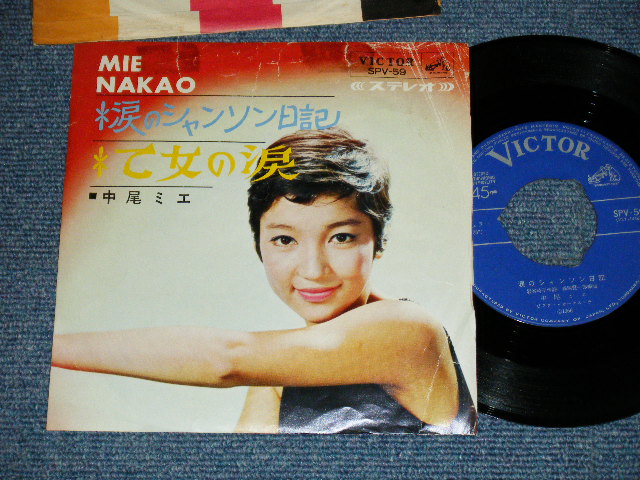 MIE
NAKAO
VICTOR
SPV-59
ステレオ
*涙のシャンソン日記
*乙女の涙
■中尾ミエ
VICTOR
45
SPV-59
涙のシャンソン日記
中尾ミエ